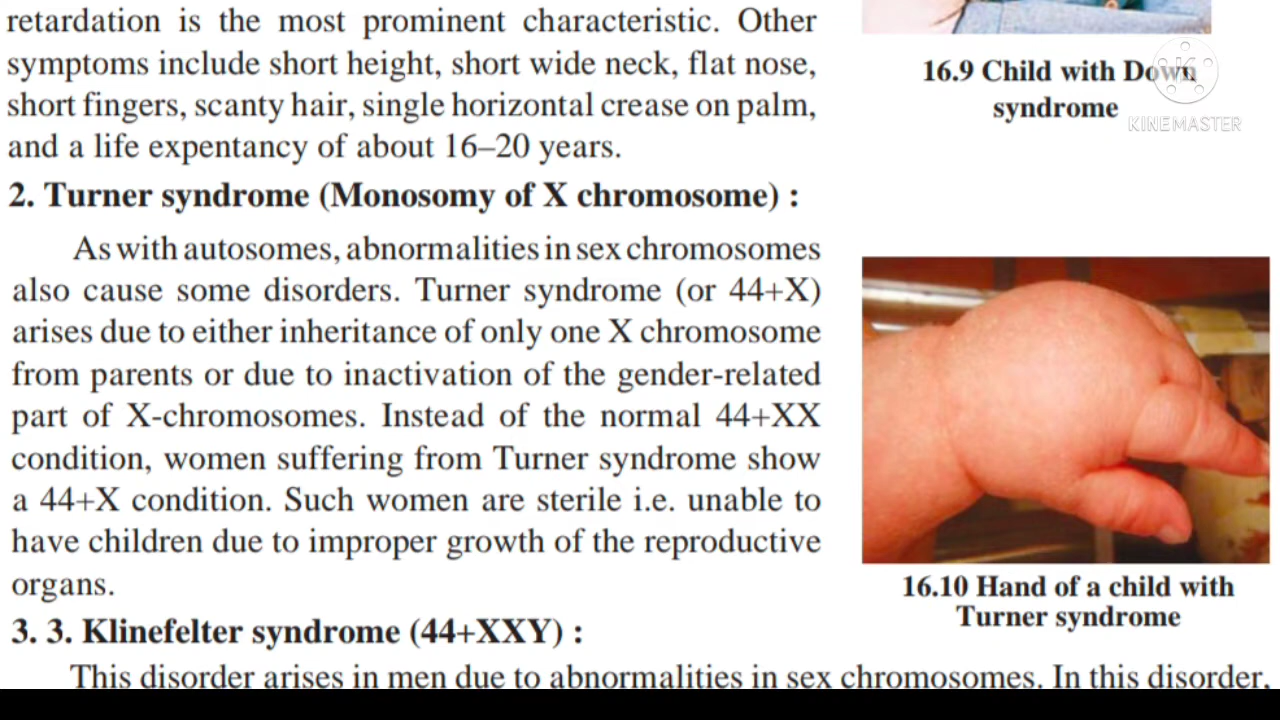 retardation is the most prominent characteristic. Other
symptoms include short height, short wide neck, flat nose,
short fingers, scanty hair, single horizontal crease on palm,
and a life expentancy of about 16–20 years.
16.9 Child with Down
syndrome
KINEMASTER
2. Turner syndrome (Monosomy of X chromosome) :
As with autosomes, abnormalities in sex chromosomes
also cause some disorders. Turner syndrome (or 44+X)
arises due to either inheritance of only one X chromosome
from parents or due to inactivation of the gender-related
part of X-chromosomes. Instead of the normal 44+XX
condition, women suffering from Turner syndrome show
a 44+X condition. Such women are sterile i.e. unable to
have children due to improper growth of the reproductive
organs.
16.10 Hand of a child with
Turner syndrome
3. 3. Klinefelter syndrome (44+XXY) :
This disorder arises in men due to abnormalities in sex chromosomes. In this disorder,